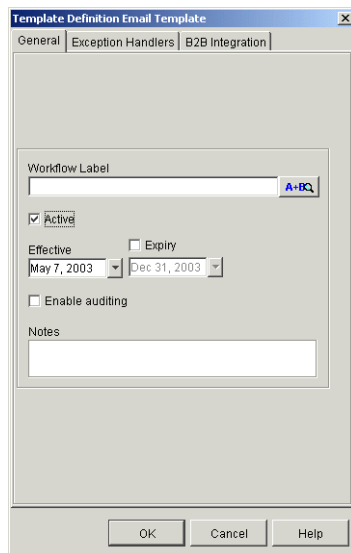 Template Definition Email Template
General Exception Handlers B2B Integration
Workflow Label
A+B
Active
Effective Expiry
May 7, 2003 Dec 31, 2003
Enable auditing
Notes
OK Cancel Help